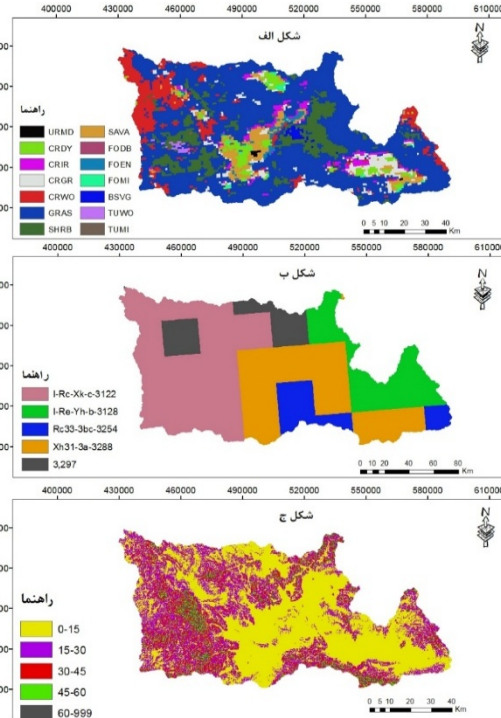 400000 430000 460000 490000 520000 550000 580000 610000
شکل الف
N
راهنما
URMD SAVA
CRDY FODB
CRIR FOEN
CRGR FOMI
CRWO BSVG
GRAS TUWO
SHRB TUMI
0 5 10 20 30 40
Km
400000 430000 460000 490000 520000 550000 580000 610000
شکل ب
N
راهنما
I-Rc-Xk-c-3122
I-Re-Yh-b-3128
Rc33-3bc-3254
Xh31-3a-3288
3,297
0 10 20 40 60 80
Km
400000 430000 460000 490000 520000 550000 580000 610000
شکل ج
N
راهنما
0-15
15-30
30-45
45-60
60-999
0 5 10 20 30 40
Km